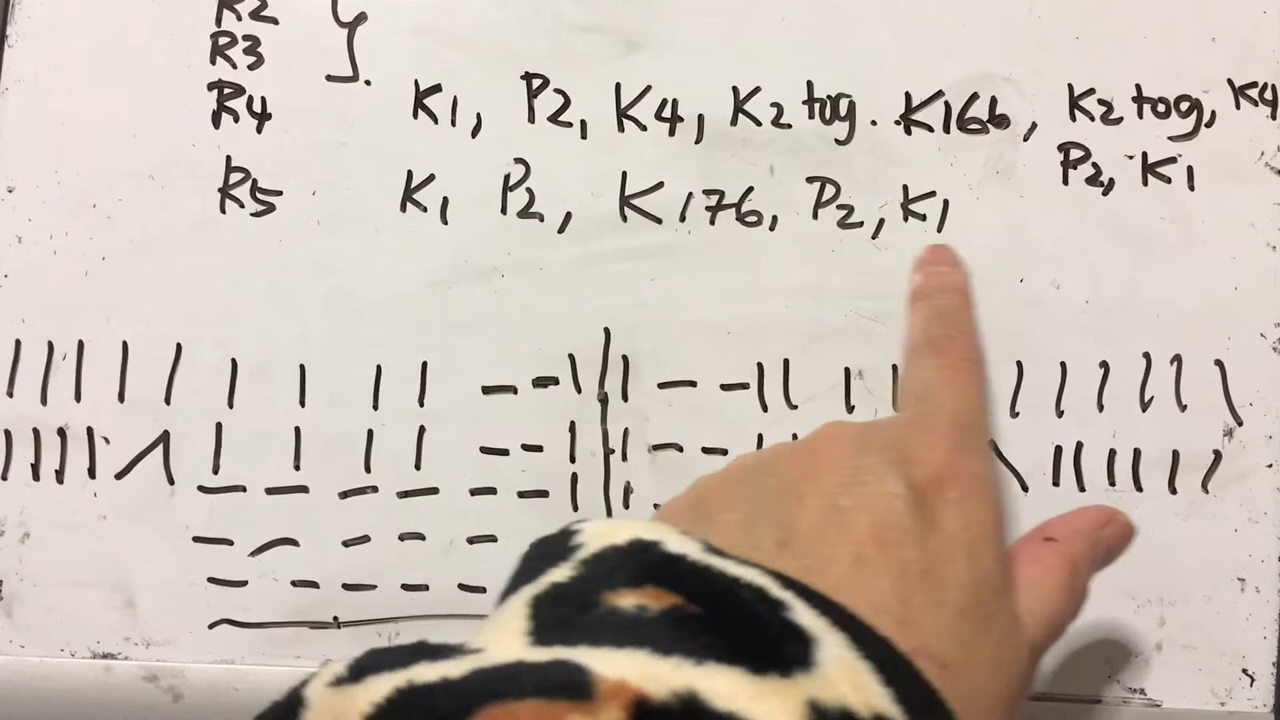 R2
R3
R4 K1, P2, K4, K2 tog. K166, K2 tog, K4
P2, K1
R5 K1 P2, K176, P2, K1